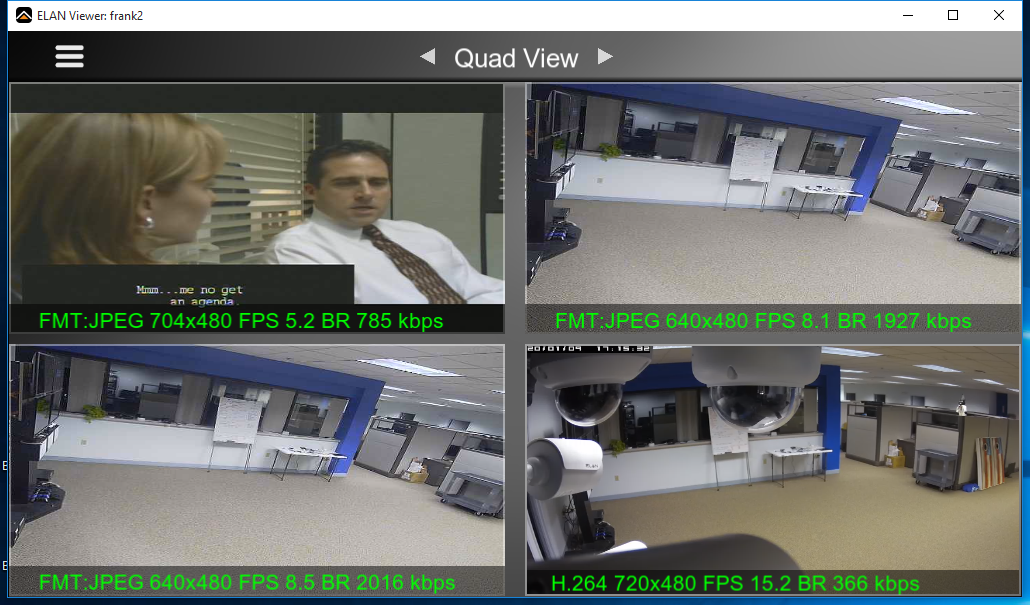 ELAN Viewer: frank2
Quad View
Mmm...me no get
an agenda.
FMT:JPEG 704x480 FPS 5.2 BR 785 kbps
FMT:JPEG 640x480 FPS 8.1 BR 1927 kbps
FMT:JPEG 640x480 FPS 8.5 BR 2016 kbps
ELAN
H.264 720x480 FPS 15.2 BR 366 kbps